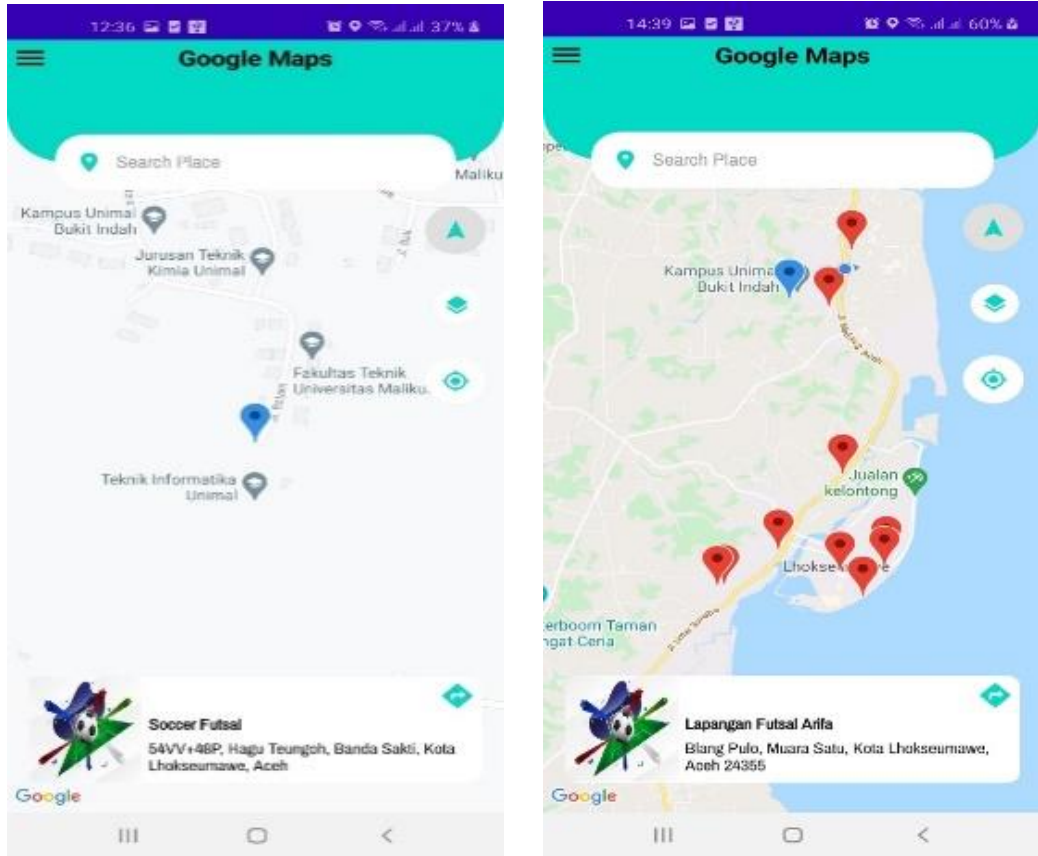 12:36
37%
Google Maps
Search Place
Maliku
Kampus Unimal
Bukit Indah
Jurusan Teknik
Kimia Unimal
Fakultas Teknik
Universitas Maliku.
Teknik Informatika
Unimal
Soccer Futsal
54VV+48P, Hagu Teungoh, Banda Sakti, Kota
Lhokseumawe, Aceh
Google
14:39
60%
Google Maps
Search Place
Kampus Unima
Bukit Indah
Jualan
kelontong
Lhokse
erboom Taman
ngat Ceria
Lapangan Futsal Arifa
Blang Pulo, Muara Satu, Kota Lhokseumawe,
Aceh 24355
Google